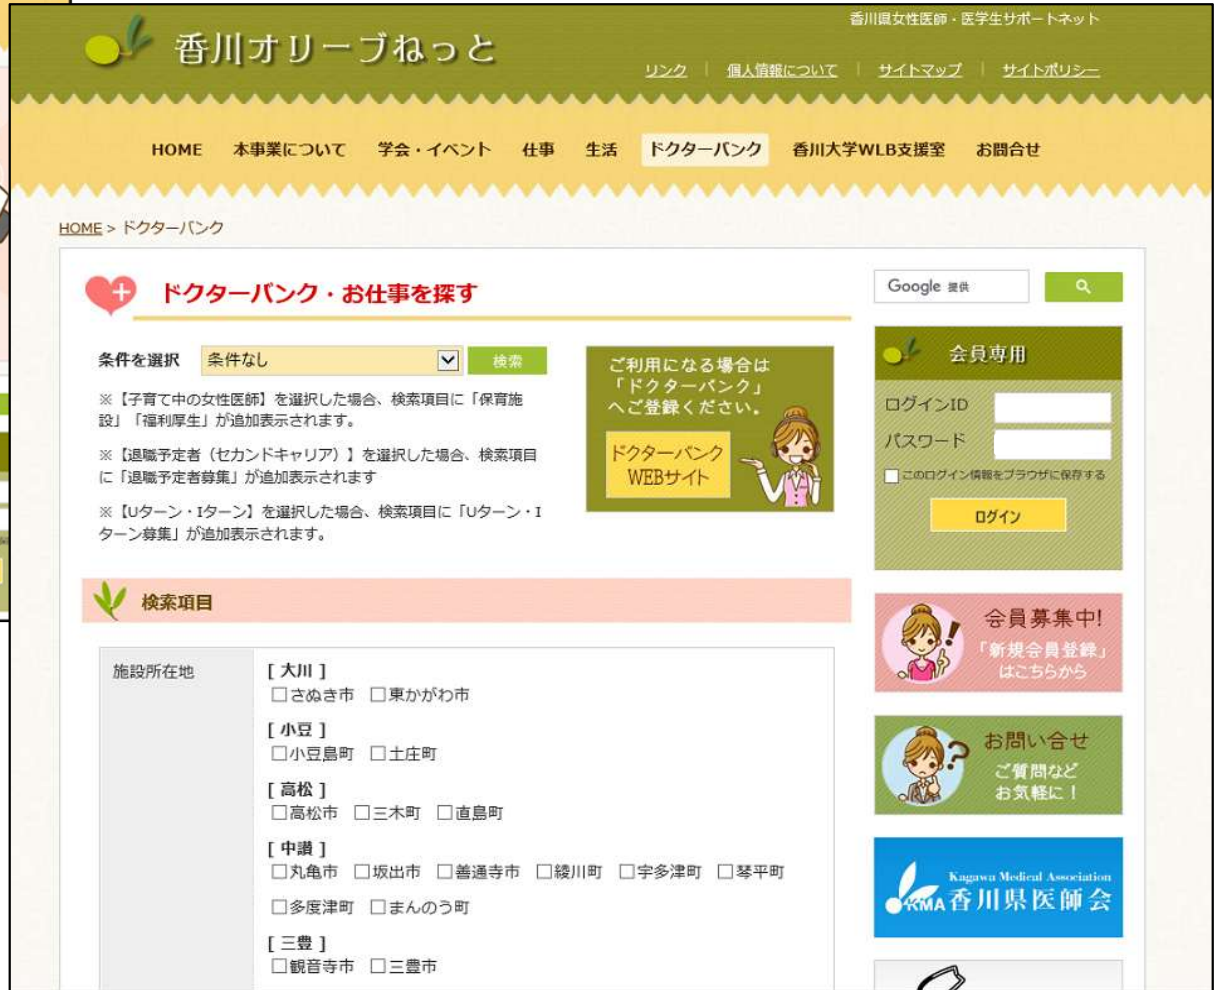 香川県女性医師・医学生サポートネット
香川オリーブねっと
リンク | 個人情報について | サイトマップ | サイトポリシー
HOME 本事業について 学会・イベント 仕事 生活 ドクターバンク 香川大学WLB支援室 お問合せ
HOME > ドクターバンク
ドクターバンク・お仕事を探す
条件を選択 条件なし 検索
※【子育て中の女性医師】を選択した場合、検索項目に「保育施
設」「福利厚生」が追加表示されます。
※【退職予定者（セカンドキャリア）】を選択した場合、検索項目
に「退職予定者募集」が追加表示されます
※【Uターン・Iターン】を選択した場合、検索項目に「Uターン・I
ターン募集」が追加表示されます。
ご利用になる場合は
「ドクターバンク」
へご登録ください。
ドクターバンク
WEBサイト
検索項目
施設所在地
[ 大川 ]
□さぬき市 □東かがわ市
[ 小豆 ]
□小豆島町 □土庄町
[ 高松 ]
□高松市 □三木町 □直島町
[ 中讃 ]
□丸亀市 □坂出市 □善通寺市 □綾川町 □宇多津町 □琴平町
□多度津町 □まんのう町
[ 三豊 ]
□観音寺市 □三豊市
Google 提供
会員専用
ログインID
パスワード
□このログイン情報をブラウザに保存する
ログイン
会員募集中!
「新規会員登録」
はこちらから
お問い合せ
ご質問など
お気軽に！
Kagawa Medical Association
KMA 香川県医師会